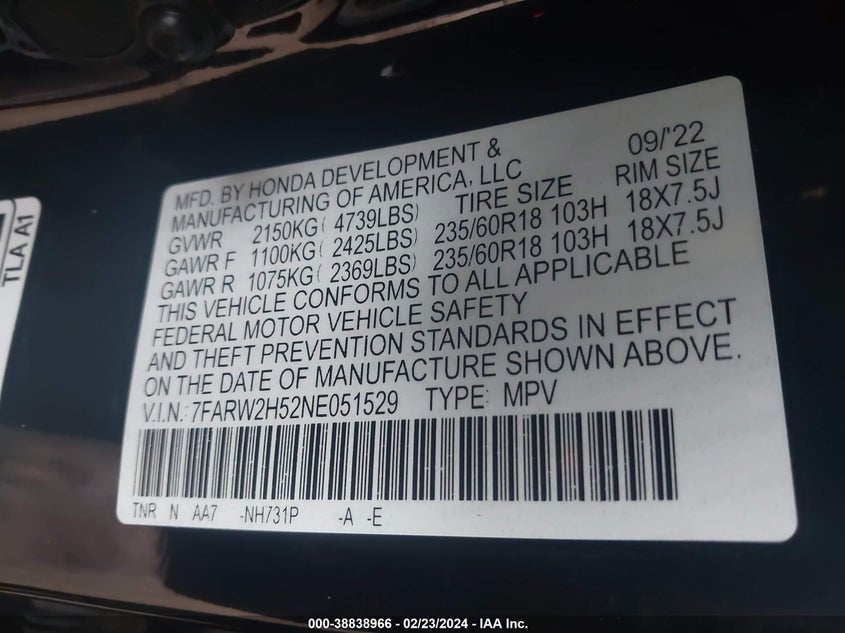 TLA A1
09/'22
MFD. BY HONDA DEVELOPMENT &
MANUFACTURING OF AMERICA, LLC
TIRE SIZE RIM SIZE
GVWR 2150KG( 4739LBS)
GAWR F 1100KG( 2425LBS) 235/60R18 103H 18X7.5J
GAWR R 1075KG( 2369LBS) 235/60R18 103H 18X7.5J
THIS VEHICLE CONFORMS TO ALL APPLICABLE
FEDERAL MOTOR VEHICLE SAFETY
AND THEFT PREVENTION STANDARDS IN EFFECT
ON THE DATE OF MANUFACTURE SHOWN ABOVE.
V.I.N.: 7FARW2H52NE051529 TYPE: MPV
TNR N AA7 -NH731P -A -E
000-38838966 - 02/23/2024 - IAA Inc.